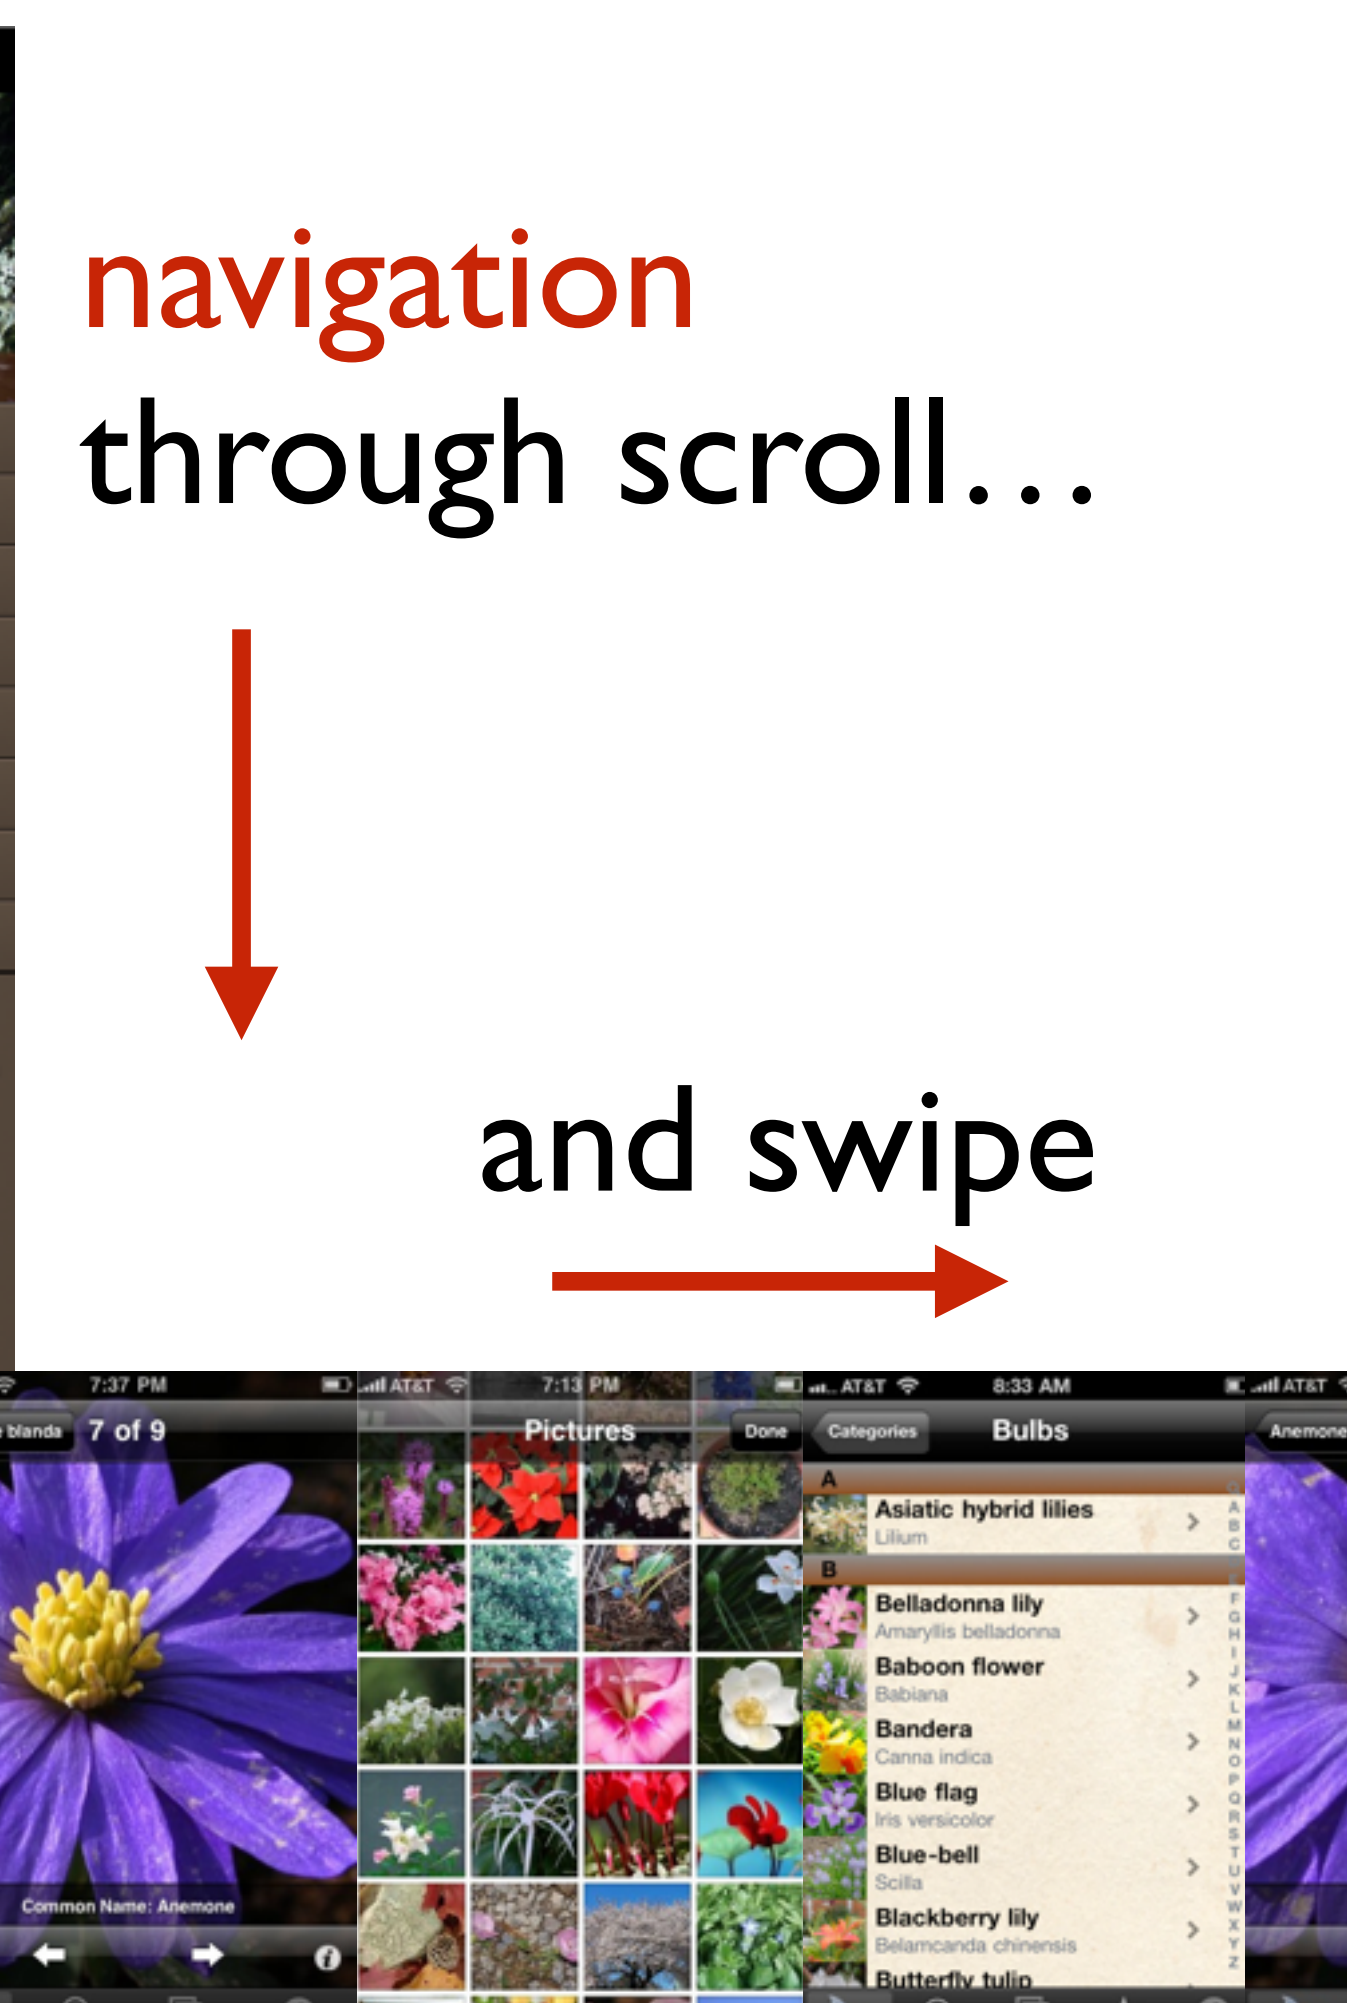 navigation
through scroll…
and swipe
7:37 PM
blanda
7 of 9
Common Name: Anemone
AT&T
7:13 PM
Pictures
Done
AT&T
8:33 AM
Categories
Bulbs
A
Asiatic hybrid lilies
Lilium
B
Belladonna lily
Amaryllis belladonna
Baboon flower
Babiana
Bandera
Canna indica
Blue flag
Iris versicolor
Blue-bell
Scilla
Blackberry lily
Belamcanda chinensis
Butterfly tulip
A
B
C
F
G
H
I
J
K
L
M
N
O
P
Q
R
S
T
U
V
W
X
Y
Z
AT&T
Anemone